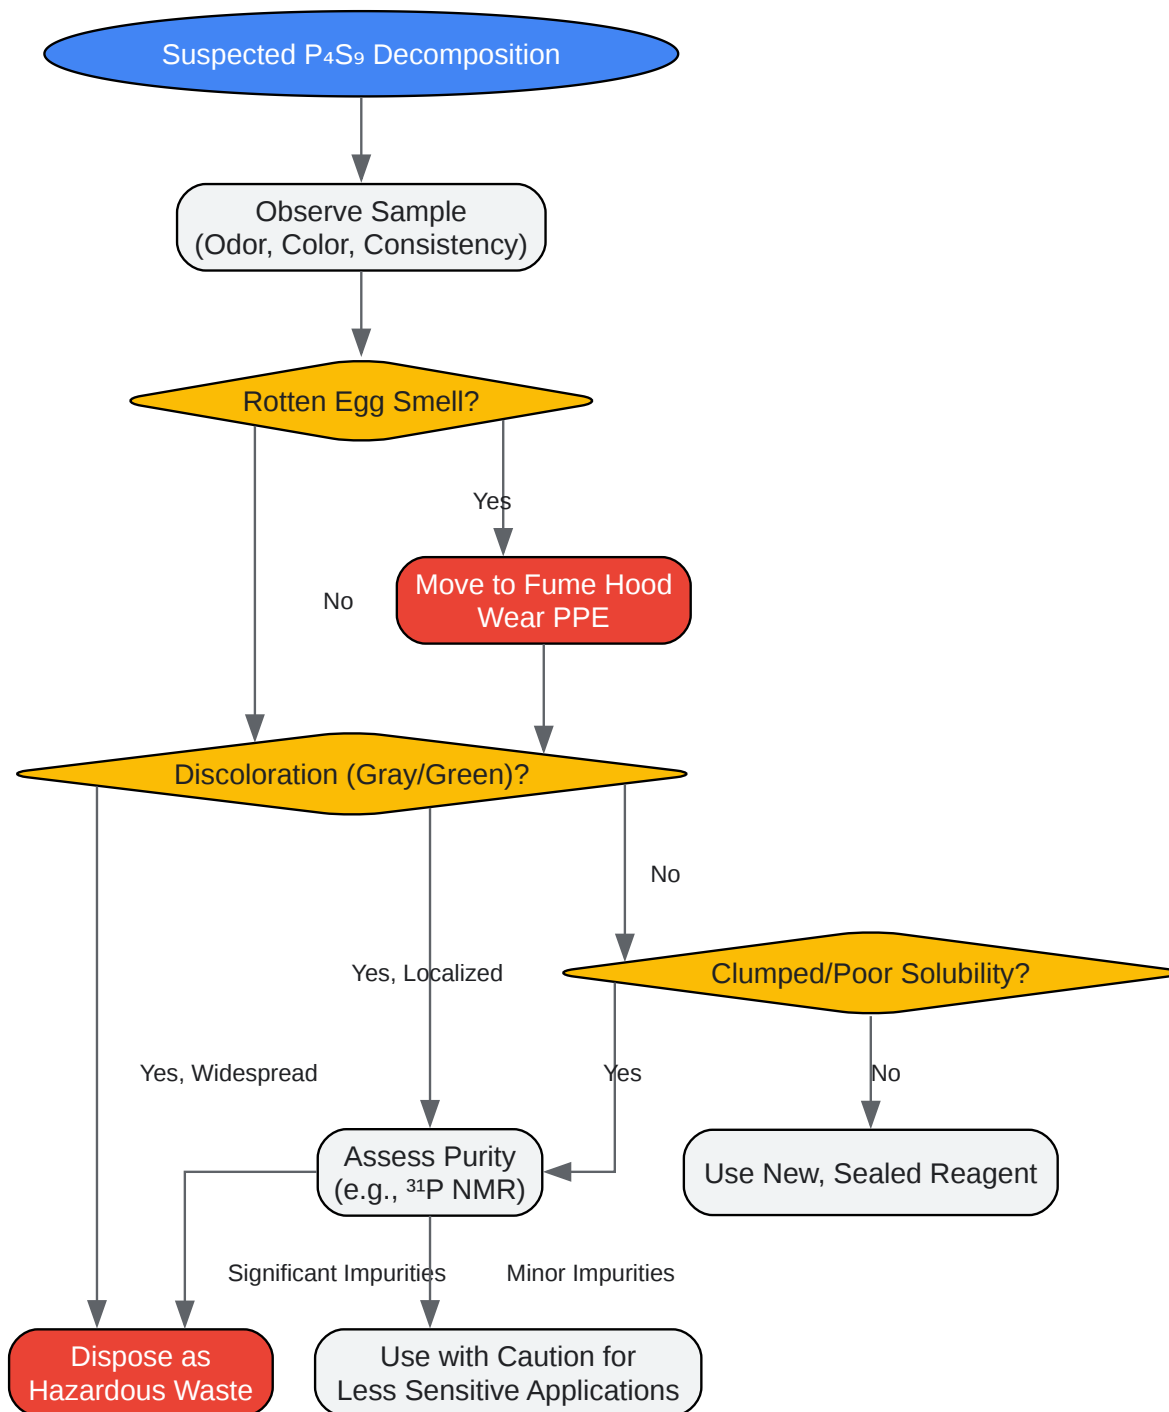 Suspected P₄S₉ Decomposition
Observe Sample
(Odor, Color, Consistency)
Rotten Egg Smell?
Yes
No
Move to Fume Hood
Wear PPE
Discoloration (Gray/Green)?
No
Yes, Localized
Clumped/Poor Solubility?
Yes, Widespread
Yes
No
Assess Purity
(e.g., ³¹P NMR)
Use New, Sealed Reagent
Significant Impurities
Minor Impurities
Dispose as
Hazardous Waste
Use with Caution for
Less Sensitive Applications